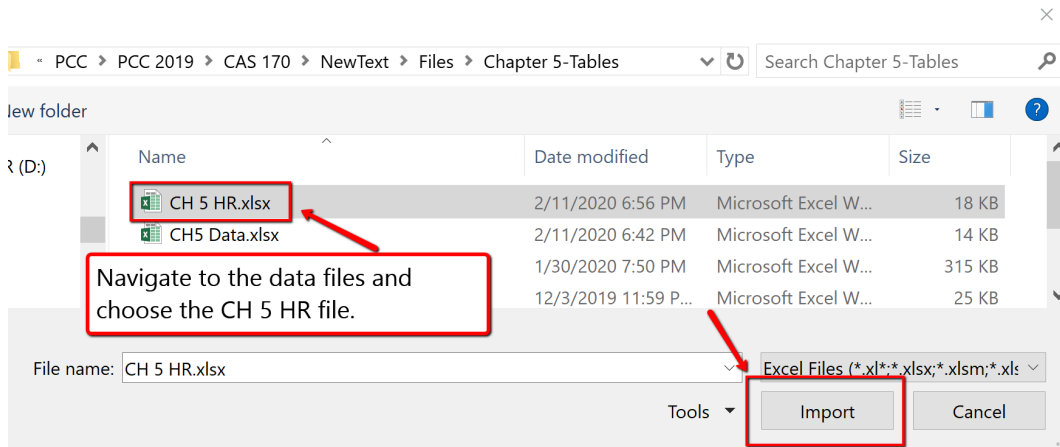 « PCC > PCC 2019 > CAS 170 > NewText > Files > Chapter 5-Tables
Search Chapter 5-Tables
New folder
?
(D:)
Name
Date modified
Type
Size
CH 5 HR.xlsx
2/11/2020 6:56 PM
Microsoft Excel W...
18 KB
CH5 Data.xlsx
2/11/2020 6:42 PM
Microsoft Excel W...
14 KB
1/30/2020 7:50 PM
Microsoft Excel W...
315 KB
12/3/2019 11:59 P...
Microsoft Excel W...
25 KB
Navigate to the data files and
choose the CH 5 HR file.
File name:
CH 5 HR.xlsx
Excel Files (*.xl*;*.xlsx;*.xlsm;*.xls
Tools
Import
Cancel